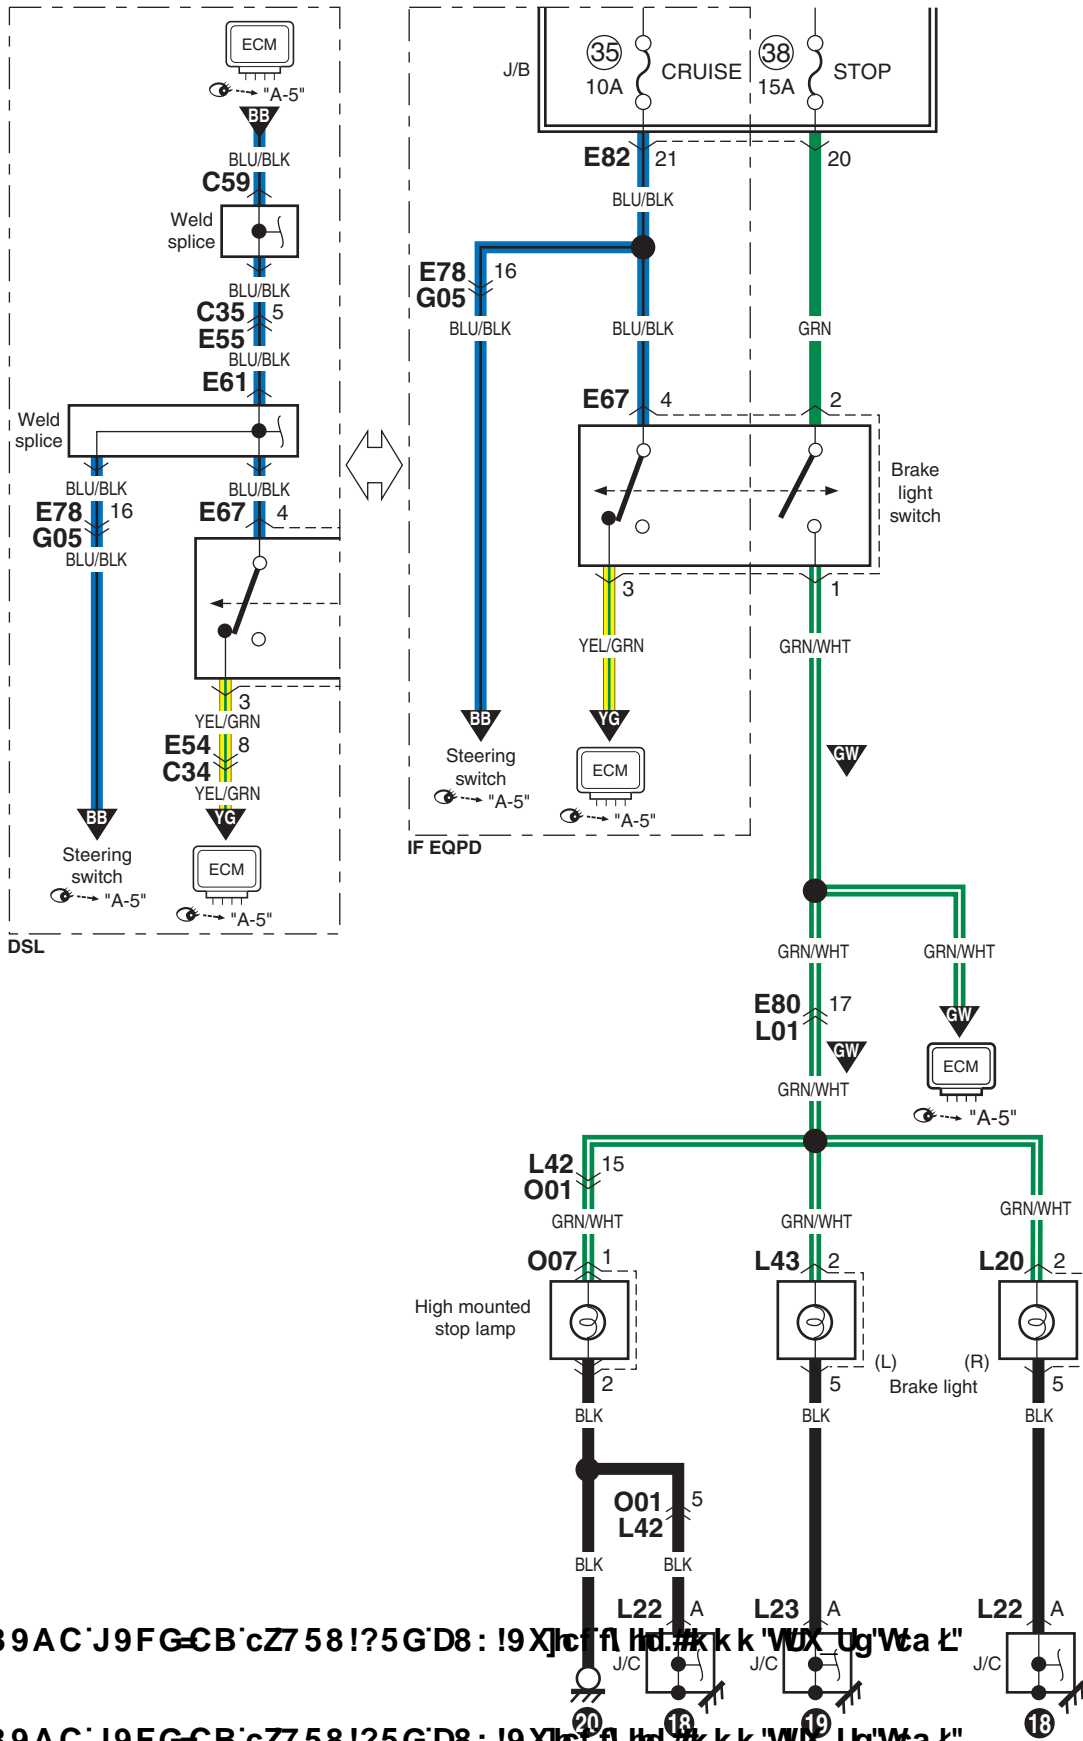 ECM
"A-5"
BB
BLU/BLK
C59
Weld
splice
BLU/BLK
C35 5
E55
BLU/BLK
E61
Weld
splice
BLU/BLK
BLU/BLK
E78 16
G05
E67 4
BLU/BLK
3
YEL/GRN
E54 8
C34
YEL/GRN
BB
YG
Steering
switch
"A-5"
ECM
"A-5"
DSL
J/B
35
10A
CRUISE
38
15A
STOP
E82 21
20
BLU/BLK
E78 16
G05
BLU/BLK
BLU/BLK
GRN
E67 4
2
Brake
light
switch
3
1
YEL/GRN
GRN/WHT
BB
YG
GW
Steering
switch
"A-5"
ECM
"A-5"
IF EQPD
GRN/WHT
GRN/WHT
E80 17
L01
GW
GW
ECM
"A-5"
GRN/WHT
L42 15
O01
GRN/WHT
GRN/WHT
GRN/WHT
O07 1
L43 2
L20 2
High mounted
stop lamp
(L)
(R)
Brake light
2
5
5
BLK
BLK
BLK
O01 5
L42
BLK
BLK
L22 A
L23 A
L22 A
J/C
J/C
J/C
20
18
19
18